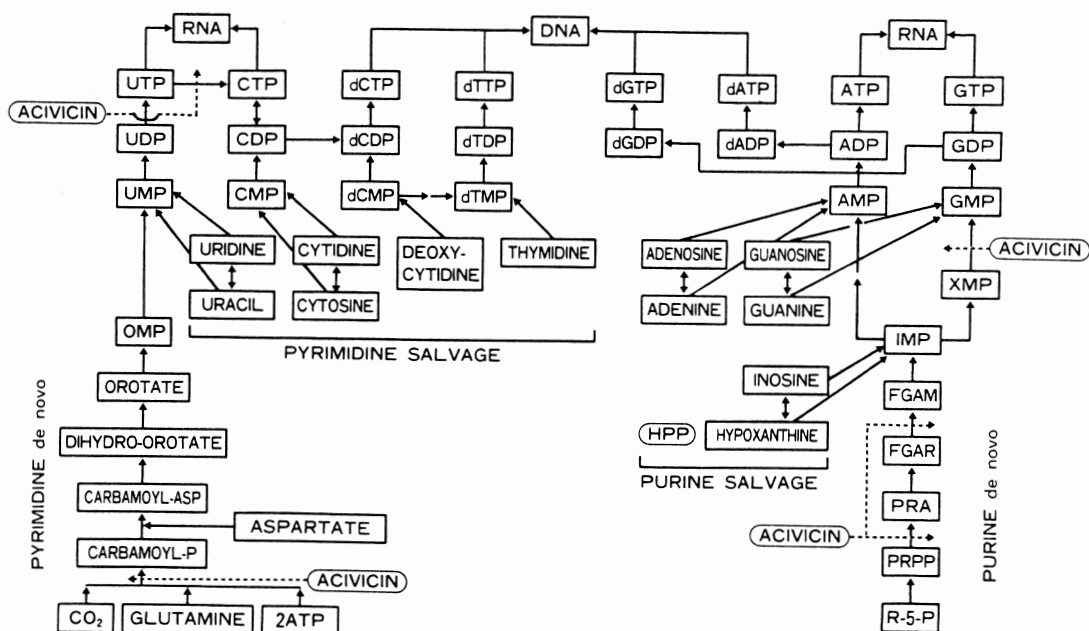 RNA
DNA
RNA
UTP
CTP
dCTP
dTTP
dGTP
dATP
ATP
GTP
ACIVICIN
UDP
CDP
dCDP
dTDP
dGDP
dADP
ADP
GDP
UMP
CMP
dCMP
dTMP
AMP
GMP
URIDINE
CYTIDINE
DEOXY-
CYTIDINE
THYMIDINE
ADENOSINE
GUANOSINE
ACIVICIN
URACIL
CYTOSINE
ADENINE
GUANINE
XMP
OMP
PYRIMIDINE SALVAGE
IMP
OROTATE
INOSINE
FGAM
DIHYDRO-OROTATE
HPP
HYPOXANTHINE
FGAR
PURINE SALVAGE
CARBAMOYL-ASP
PRA
ASPARTATE
ACIVICIN
CARBAMOYL-P
PRPP
ACIVICIN
CO₂
GLUTAMINE
2ATP
R-5-P
PYRIMIDINE de novo
PURINE de novo